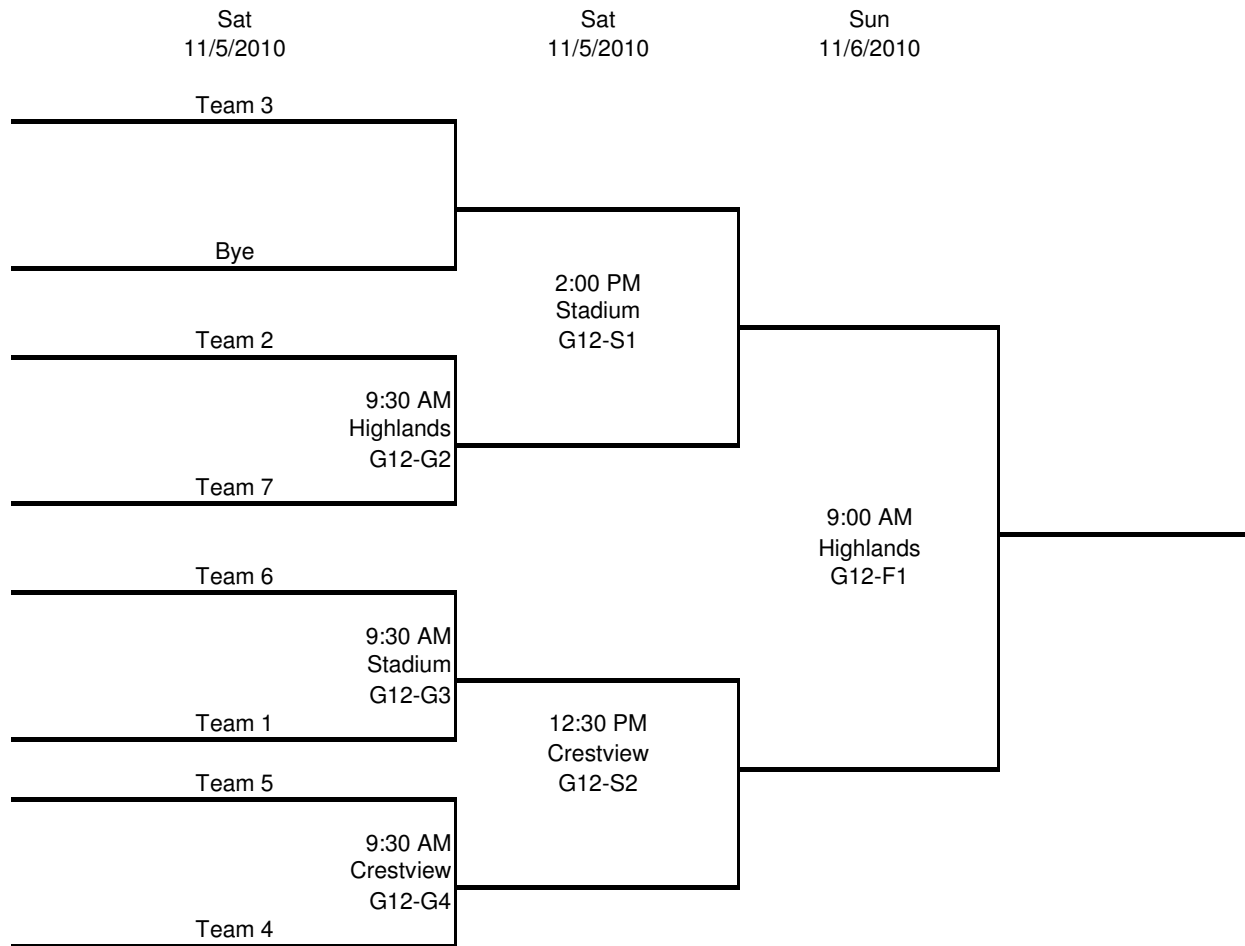 Sat
11/5/2010
Sat
11/5/2010
Sun
11/6/2010
Team 3
Bye
2:00 PM
Stadium
G12-S1
Team 2
9:30 AM
Highlands
G12-G2
Team 7
9:00 AM
Highlands
G12-F1
Team 6
9:30 AM
Stadium
G12-G3
Team 1
12:30 PM
Crestview
G12-S2
Team 5
9:30 AM
Crestview
G12-G4
Team 4